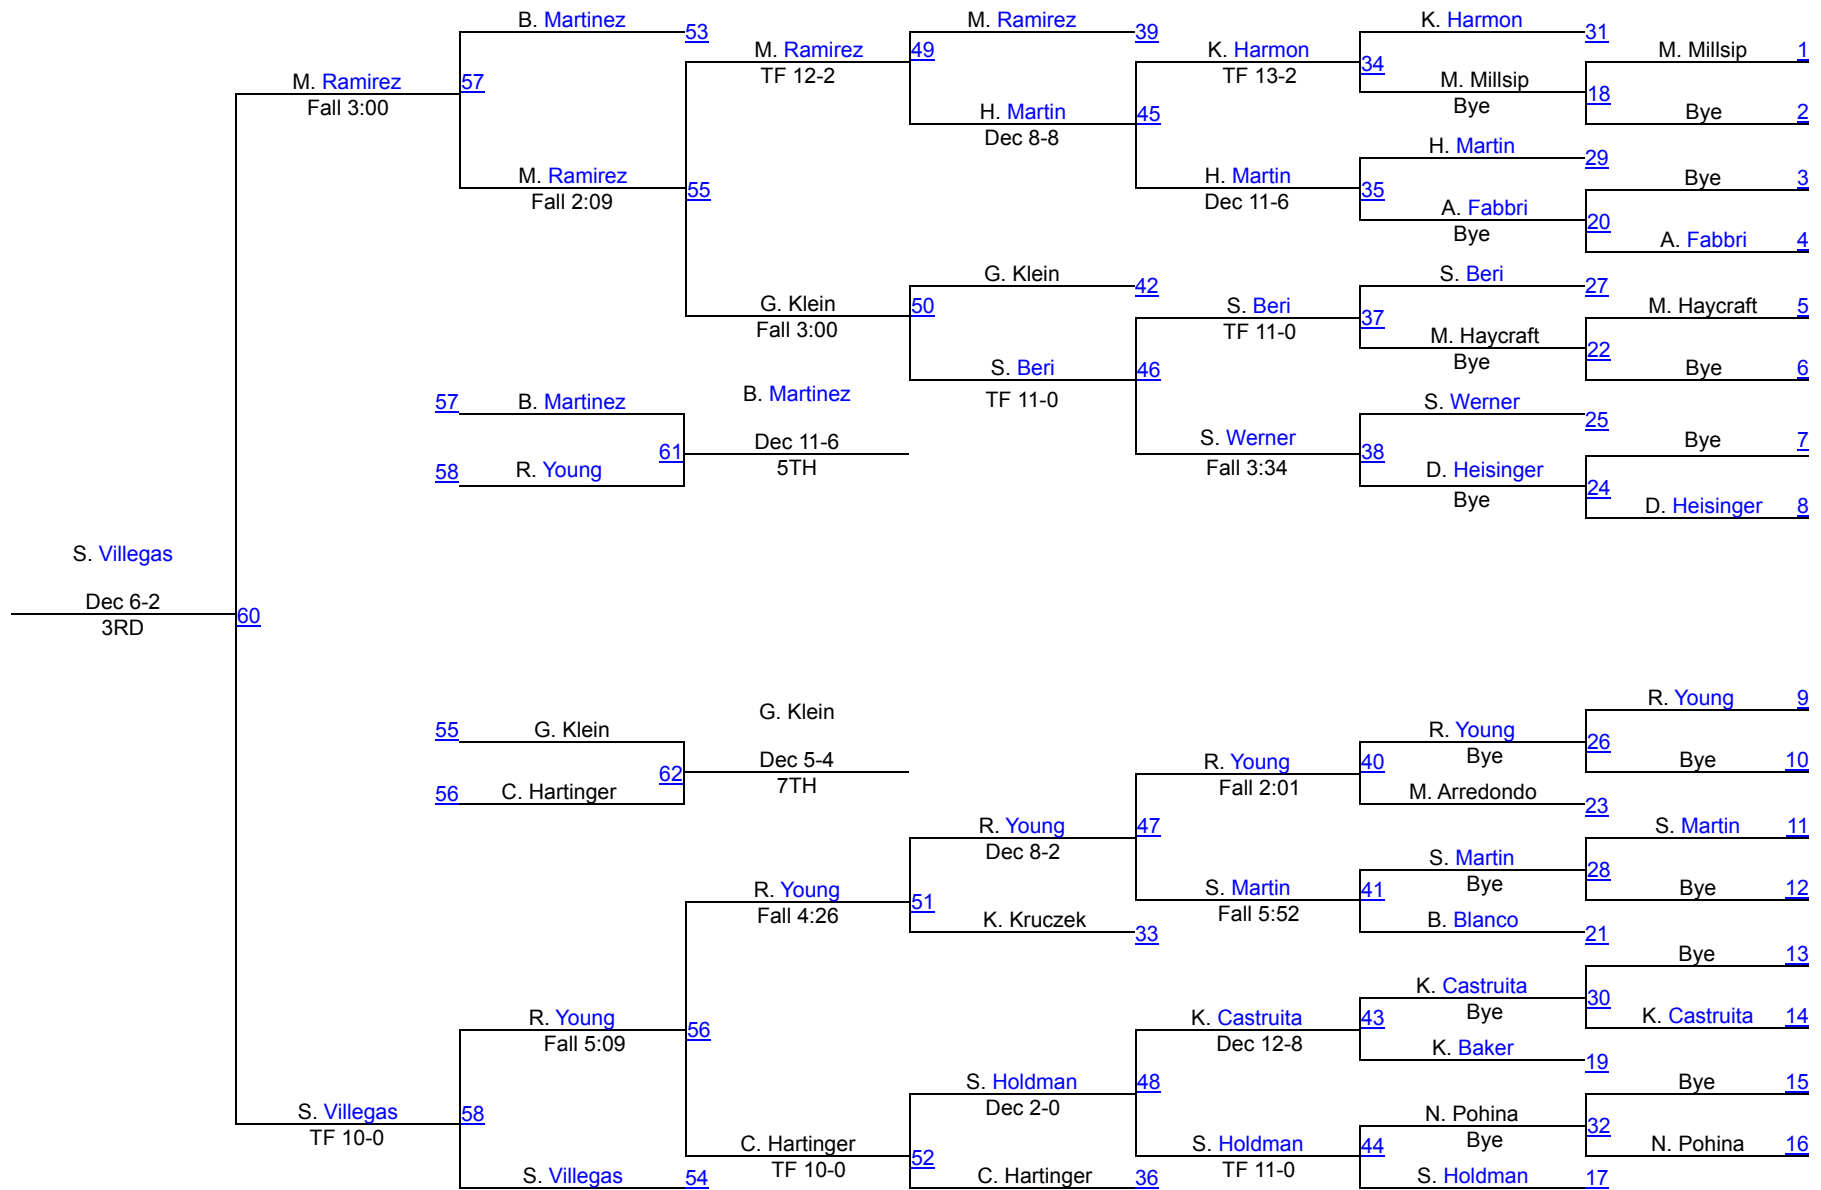 B. Martinez
53
M. Ramirez
Fall 3:00
57
M. Ramirez
Fall 2:09
M. Ramirez
TF 12-2
55
G. Klein
Fall 3:00
M. Ramirez
39
49
H. Martin
Dec 8-8
G. Klein
42
50
S. Beri
TF 11-0
K. Harmon
TF 13-2
45
H. Martin
Dec 11-6
S. Beri
TF 11-0
46
S. Werner
Fall 3:34
K. Harmon
31
34
M. Millsip
Bye
H. Martin
29
35
A. Fabbri
Bye
S. Beri
27
37
M. Haycraft
Bye
S. Werner
25
38
D. Heisinger
Bye
M. Millsip 1
18
Bye 2
Bye 3
20
A. Fabbri 4
M. Haycraft 5
22
Bye 6
Bye 7
24
D. Heisinger 8
57 B. Martinez
58 R. Young
61
B. Martinez
Dec 11-6
5TH
S. Villegas
Dec 6-2
3RD
60
55 G. Klein
56 C. Hartinger
62
G. Klein
Dec 5-4
7TH
R. Young 9
26
Bye 10
S. Martin 11
28
Bye 12
Bye 13
30
K. Castruita 14
Bye 15
32
N. Pohina 16
R. Young
Bye
40
M. Arredondo
23
S. Martin
Bye
41
B. Blanco
21
K. Castruita
Bye
43
K. Baker
19
N. Pohina
Bye
44
S. Holdman
17
R. Young
Fall 2:01
47
S. Martin
Fall 5:52
K. Castruita
Dec 12-8
48
S. Holdman
TF 11-0
R. Young
Dec 8-2
51
K. Kruczek
33
S. Holdman
Dec 2-0
52
C. Hartinger
36
R. Young
Fall 4:26
56
C. Hartinger
TF 10-0
R. Young
Fall 5:09
58
S. Villegas
54
S. Villegas
TF 10-0